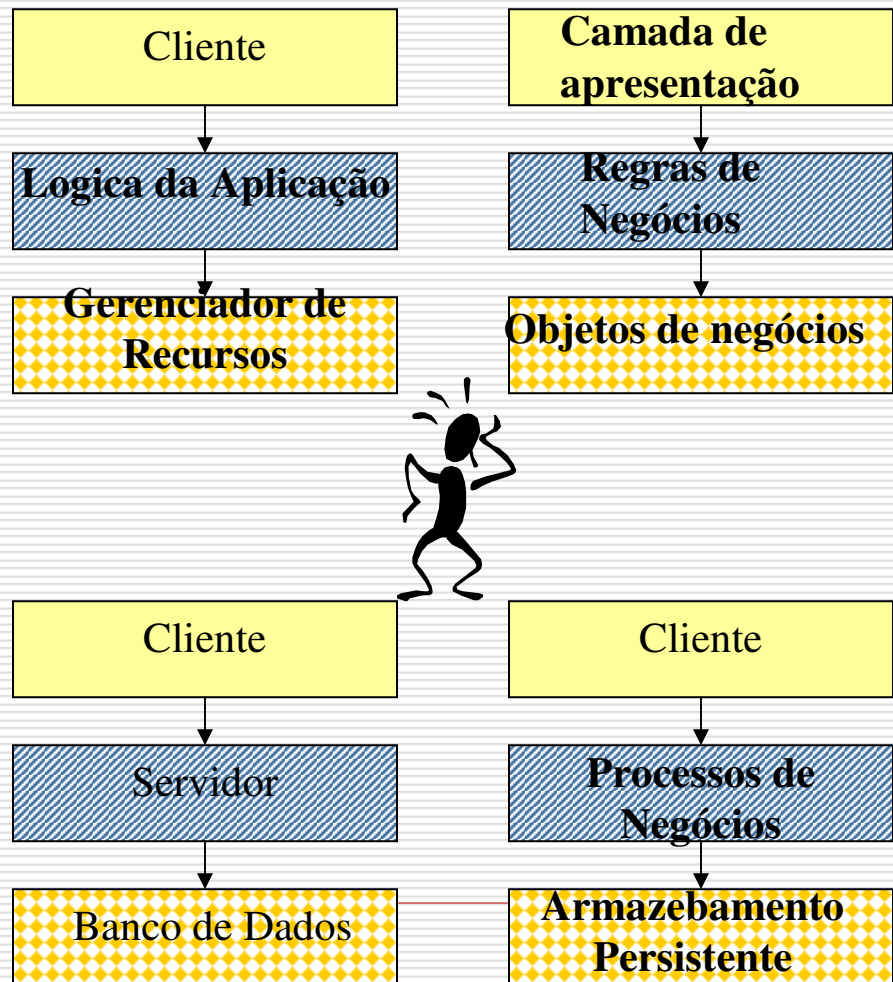 Cliente
Logica da Aplicação
Gerenciador de
Recursos
Camada de
apresentação
Regras de
Negócios
Objetos de negócios
Cliente
Servidor
Banco de Dados
Cliente
Processos de
Negócios
Armazebamento
Persistente